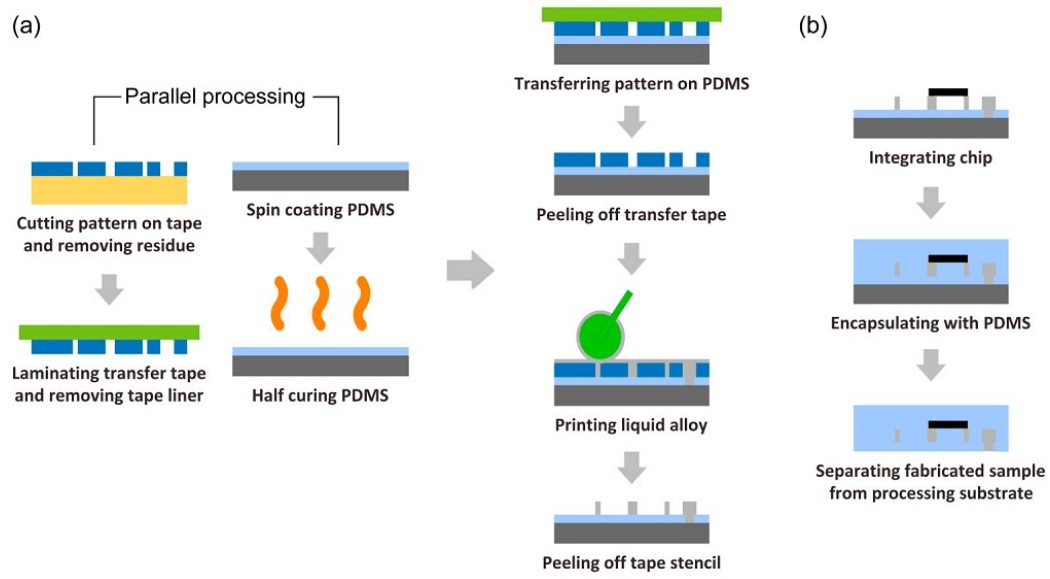 (a)
Parallel processing
Cutting pattern on tape
and removing residue
Laminating transfer tape
and removing tape liner
Spin coating PDMS
Half curing PDMS
Transferring pattern on PDMS
Peeling off transfer tape
Printing liquid alloy
Peeling off tape stencil
(b)
Integrating chip
Encapsulating with PDMS
Separating fabricated sample
from processing substrate